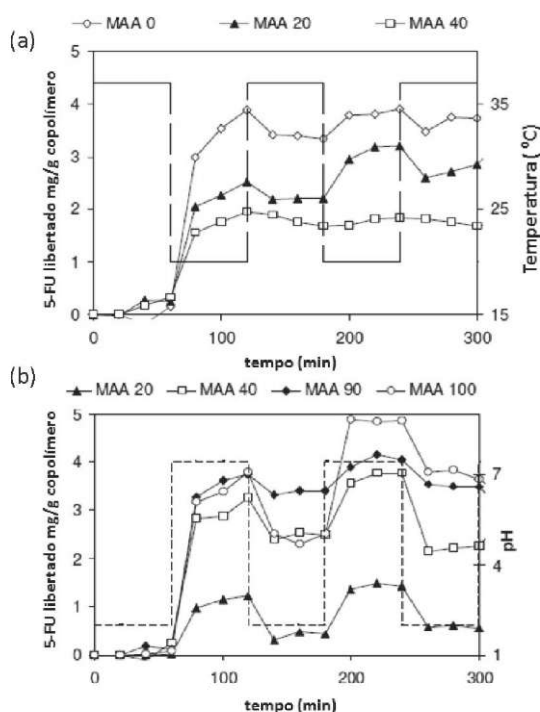 (a)
MAA 0 MAA 20 MAA 40
5-FU libertado mg/g copolímero
5
4
3
2
1
0
35
25
15
Temperatura ( °C)
0 100 200 300
tempo (min)
(b)
MAA 20 MAA 40 MAA 90 MAA 100
5-FU libertado mg/g copolímero
5
4
3
2
1
0
7
4
1
pH
0 100 200 300
tempo (min)